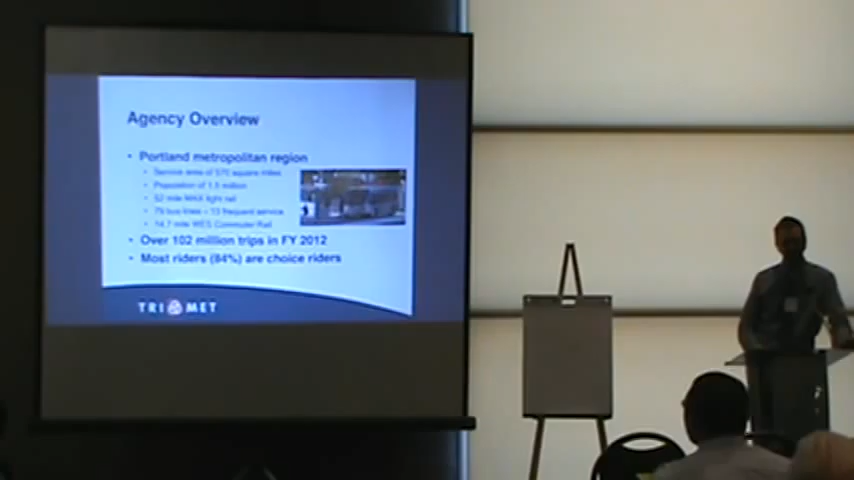 Agency Overview
• Portland metropolitan region
• Service area of 570 square miles
• Population of 1.5 million
• 52 mile MAX light rail
• 79 bus lines – 13 frequent service
• 14.7 mile WES Commuter Rail
• Over 102 million trips in FY 2012
• Most riders (84%) are choice riders
TRI MET